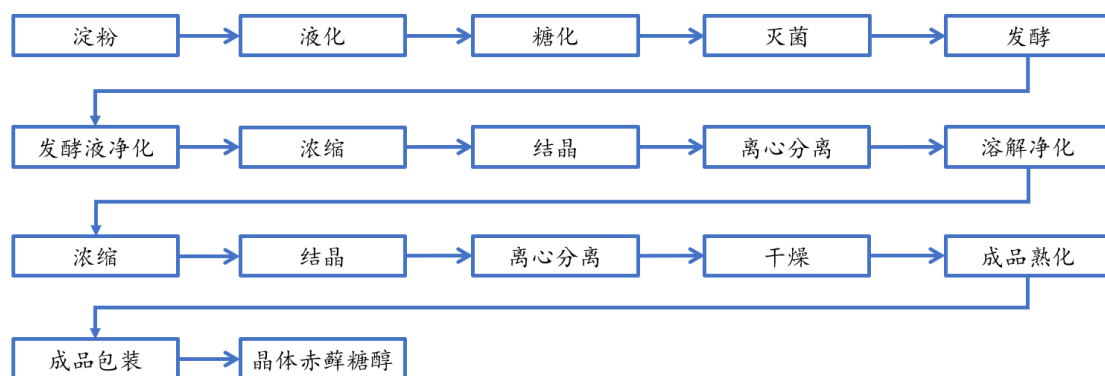 淀粉
液化
糖化
灭菌
发酵
发酵液净化
浓缩
结晶
离心分离
溶解净化
浓缩
结晶
离心分离
干燥
成品熟化
成品包装
晶体赤藓糖醇